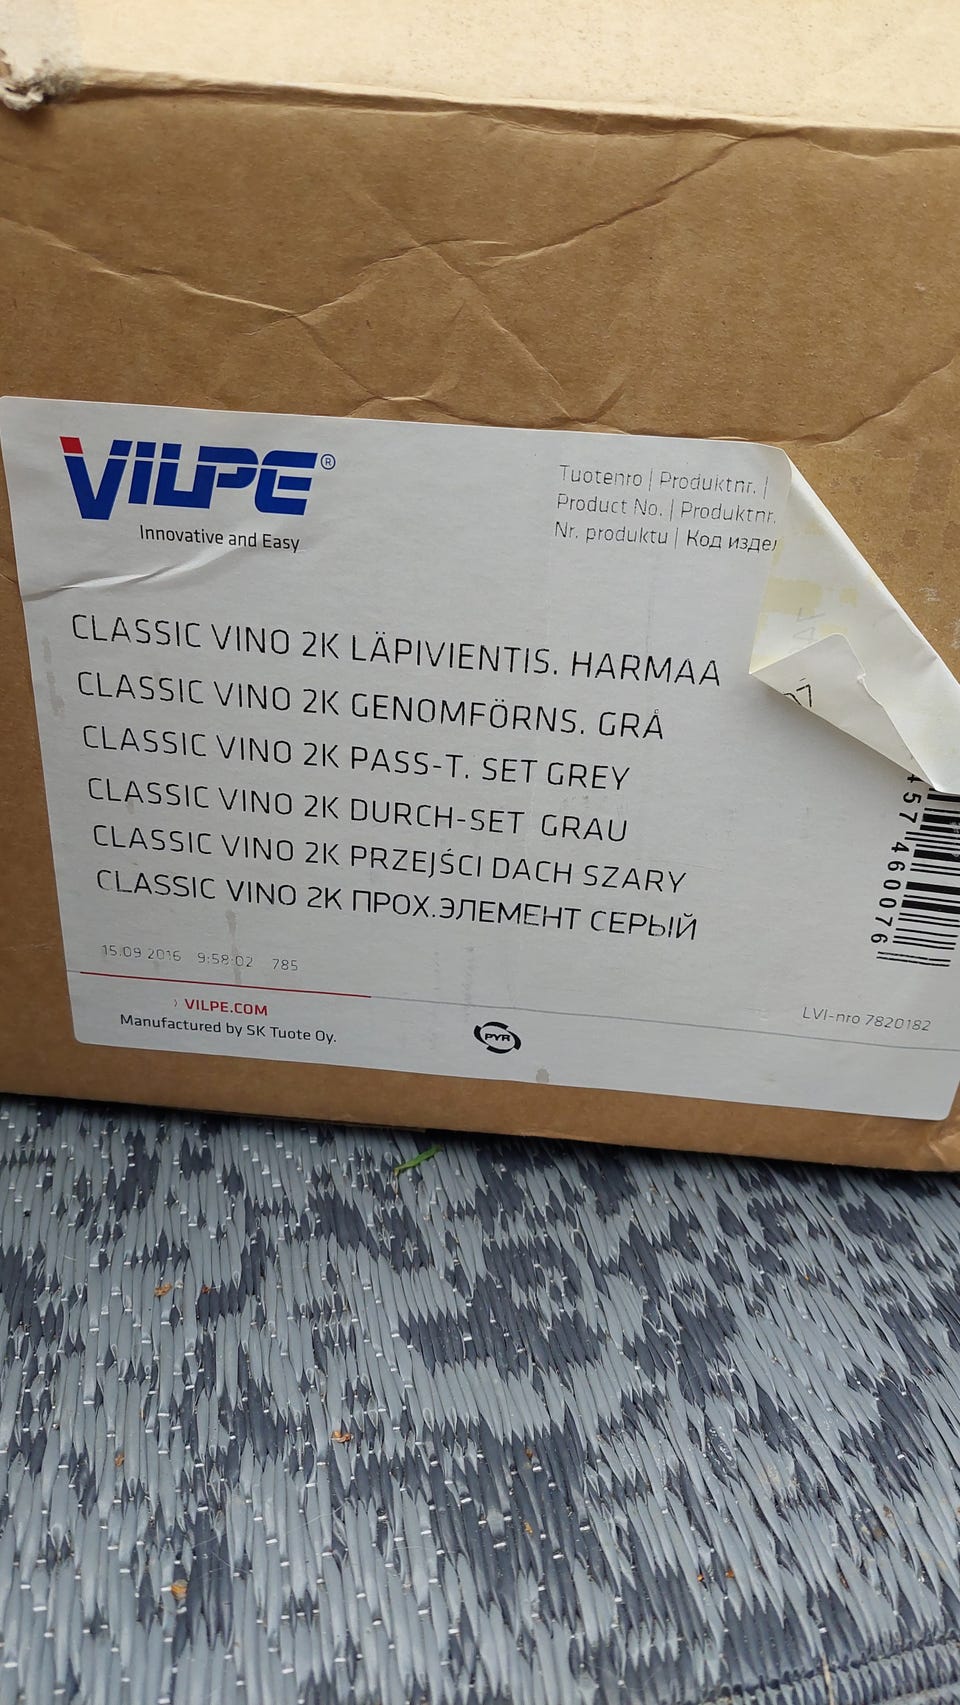 VILPE®
Innovative and Easy
Tuotenro | Produktnr. |
Product No. | Produktnr.
Nr. produktu | Код изде
CLASSIC VINO 2K LÄPIVIENTIS. HARMAA
CLASSIC VINO 2K GENOMFÖRNS. GRÅ
CLASSIC VINO 2K PASS-T. SET GREY
CLASSIC VINO 2K DURCH-SET GRAU
CLASSIC VINO 2K PRZEJŚCI DACH SZARY
CLASSIC VINO 2K ПРОХ.ЭЛЕМЕНТ СЕРЫЙ
457460076
15.09 2016 9:58:02 785
› VILPE.COM
Manufactured by SK Tuote Oy.
PYR
LVI-nro 7820182